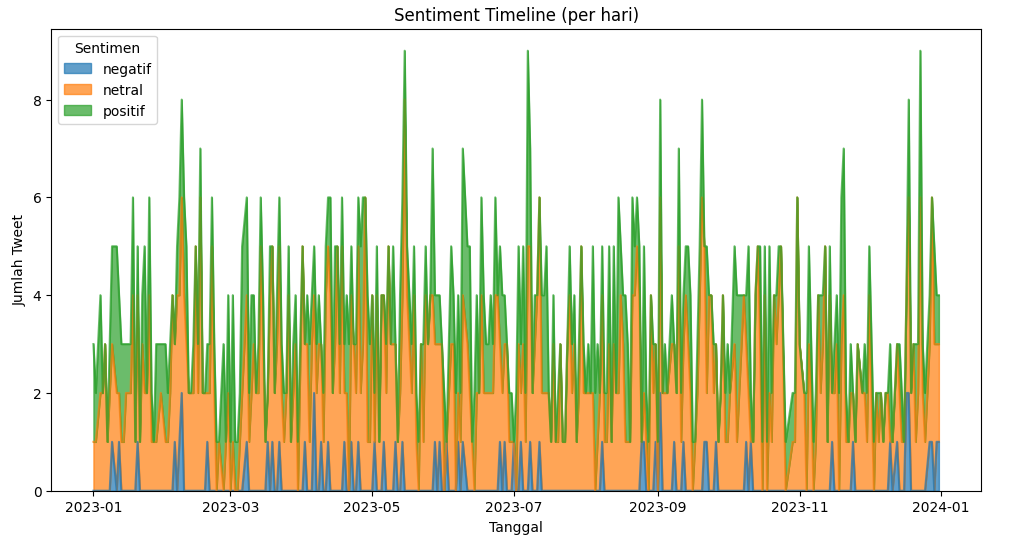 Sentiment Timeline (per hari)
Sentimen
negatif
netral
positif
Jumlah Tweet
8
6
4
2
0
2023-01
2023-03
2023-05
2023-07
2023-09
2023-11
2024-01
Tanggal